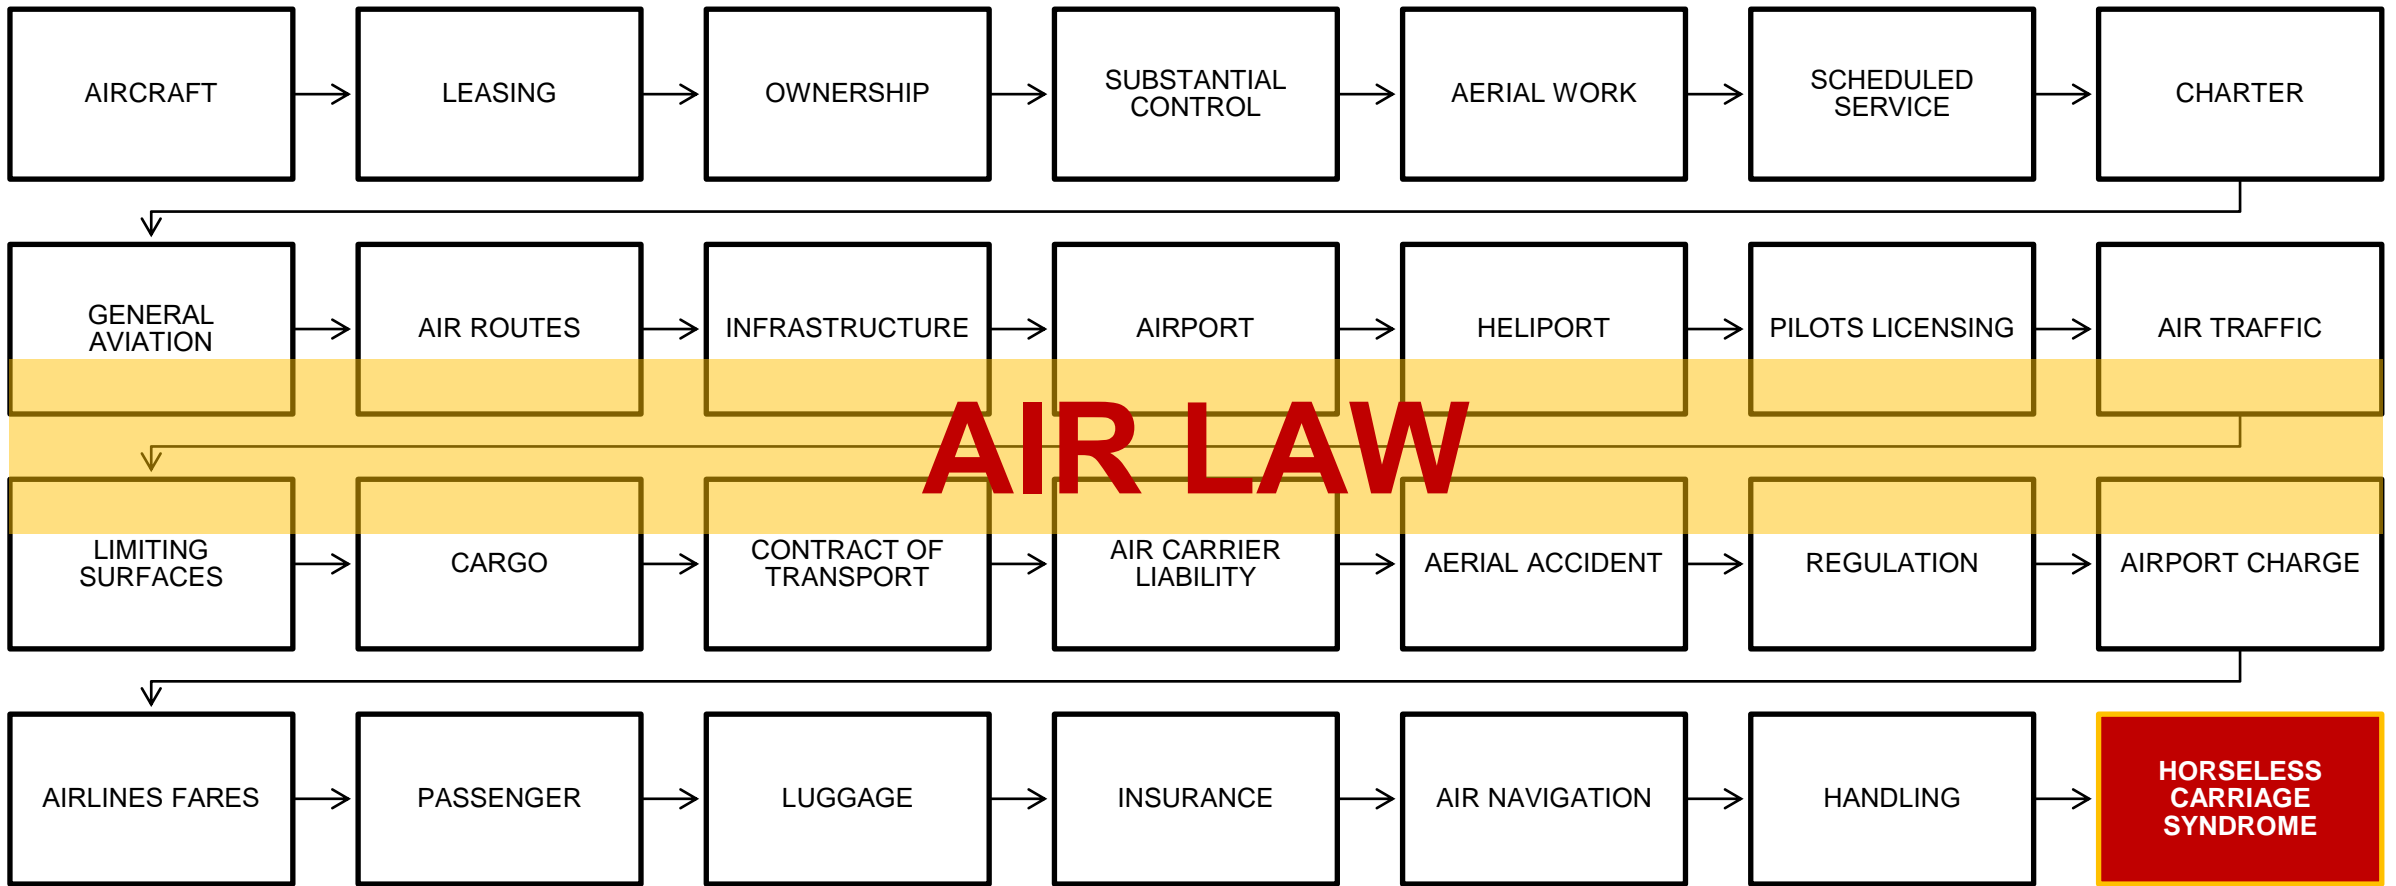 AIRCRAFT
LEASING
OWNERSHIP
SUBSTANTIAL
CONTROL
AERIAL WORK
SCHEDULED
SERVICE
CHARTER
GENERAL
AVIATION
AIR ROUTES
INFRASTRUCTURE
AIRPORT
HELIPORT
PILOTS LICENSING
AIR TRAFFIC
AIR LAW
LIMITING
SURFACES
CARGO
CONTRACT OF
TRANSPORT
AIR CARRIER
LIABILITY
AERIAL ACCIDENT
REGULATION
AIRPORT CHARGE
AIRLINES FARES
PASSENGER
LUGGAGE
INSURANCE
AIR NAVIGATION
HANDLING
HORSELESS
CARRIAGE
SYNDROME